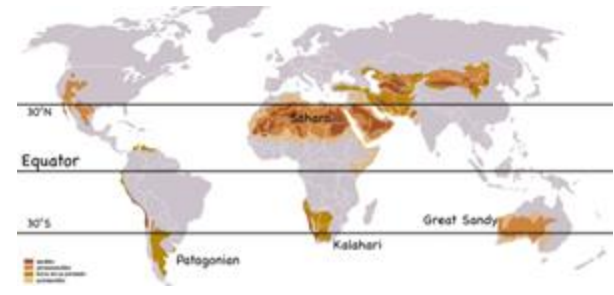 30°N
Sahara
Equator
30°S
Great Sandy
Kalahari
Patagonian